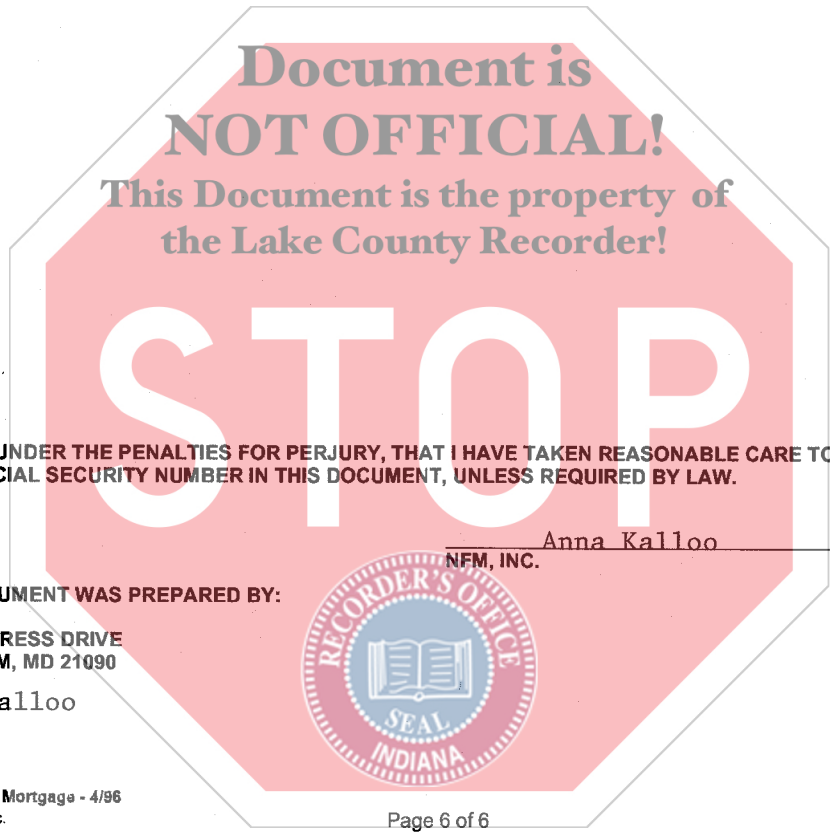 Document is
NOT OFFICIAL!
This Document is the property of
the Lake County Recorder!
STOP
UNDER THE PENALTIES FOR PERJURY, THAT I HAVE TAKEN REASONABLE CARE TO
CIAL SECURITY NUMBER IN THIS DOCUMENT, UNLESS REQUIRED BY LAW.
Anna Kalloo
NFM, INC.
UMENT WAS PREPARED BY:
RESS DRIVE
M, MD 21090
alloo
RECORDER'S OFFICE
SEAL
INDIANA
Mortgage - 4/96
c.
Page 6 of 6